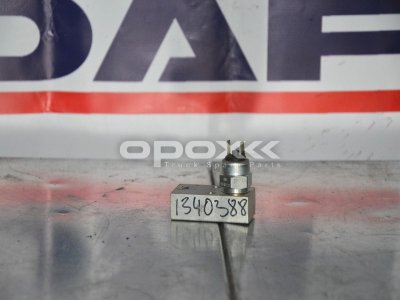 DAF
OPOXX
Truck Spare Parts
1340388